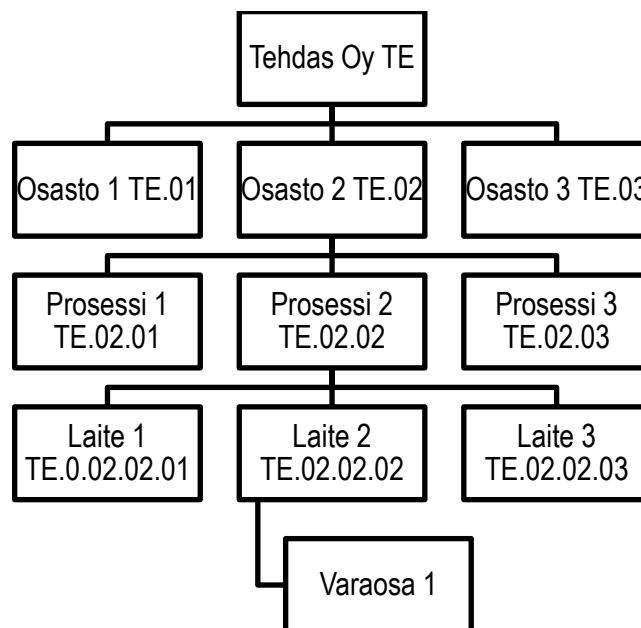 Tehdas Oy TE
Osasto 1 TE.01
Osasto 2 TE.02
Osasto 3 TE.03
Prosessi 1
TE.02.01
Prosessi 2
TE.02.02
Prosessi 3
TE.02.03
Laite 1
TE.0.02.02.01
Laite 2
TE.02.02.02
Laite 3
TE.02.02.03
Varaosa 1